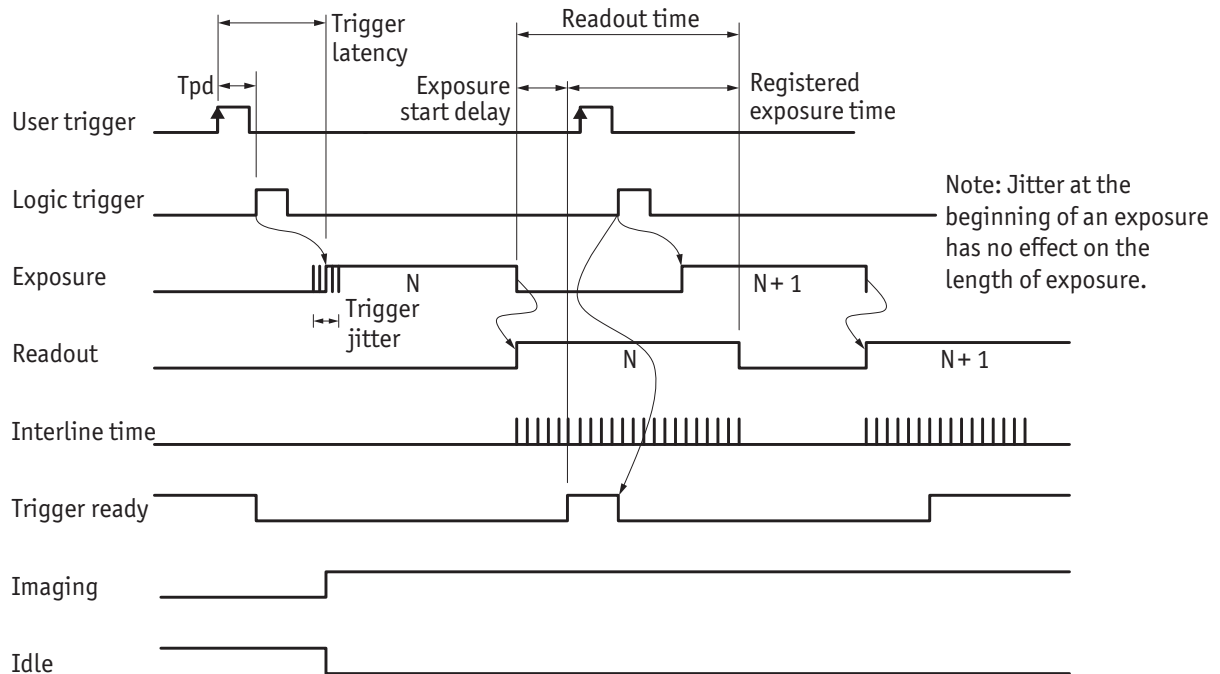 Trigger
latency
Readout time
Tpd
Exposure
start delay
Registered
exposure time
User trigger
Logic trigger
Note: Jitter at the
beginning of an exposure
has no effect on the
length of exposure.
Exposure
N
N + 1
Trigger
jitter
Readout
N
N + 1
Interline time
Trigger ready
Imaging
Idle